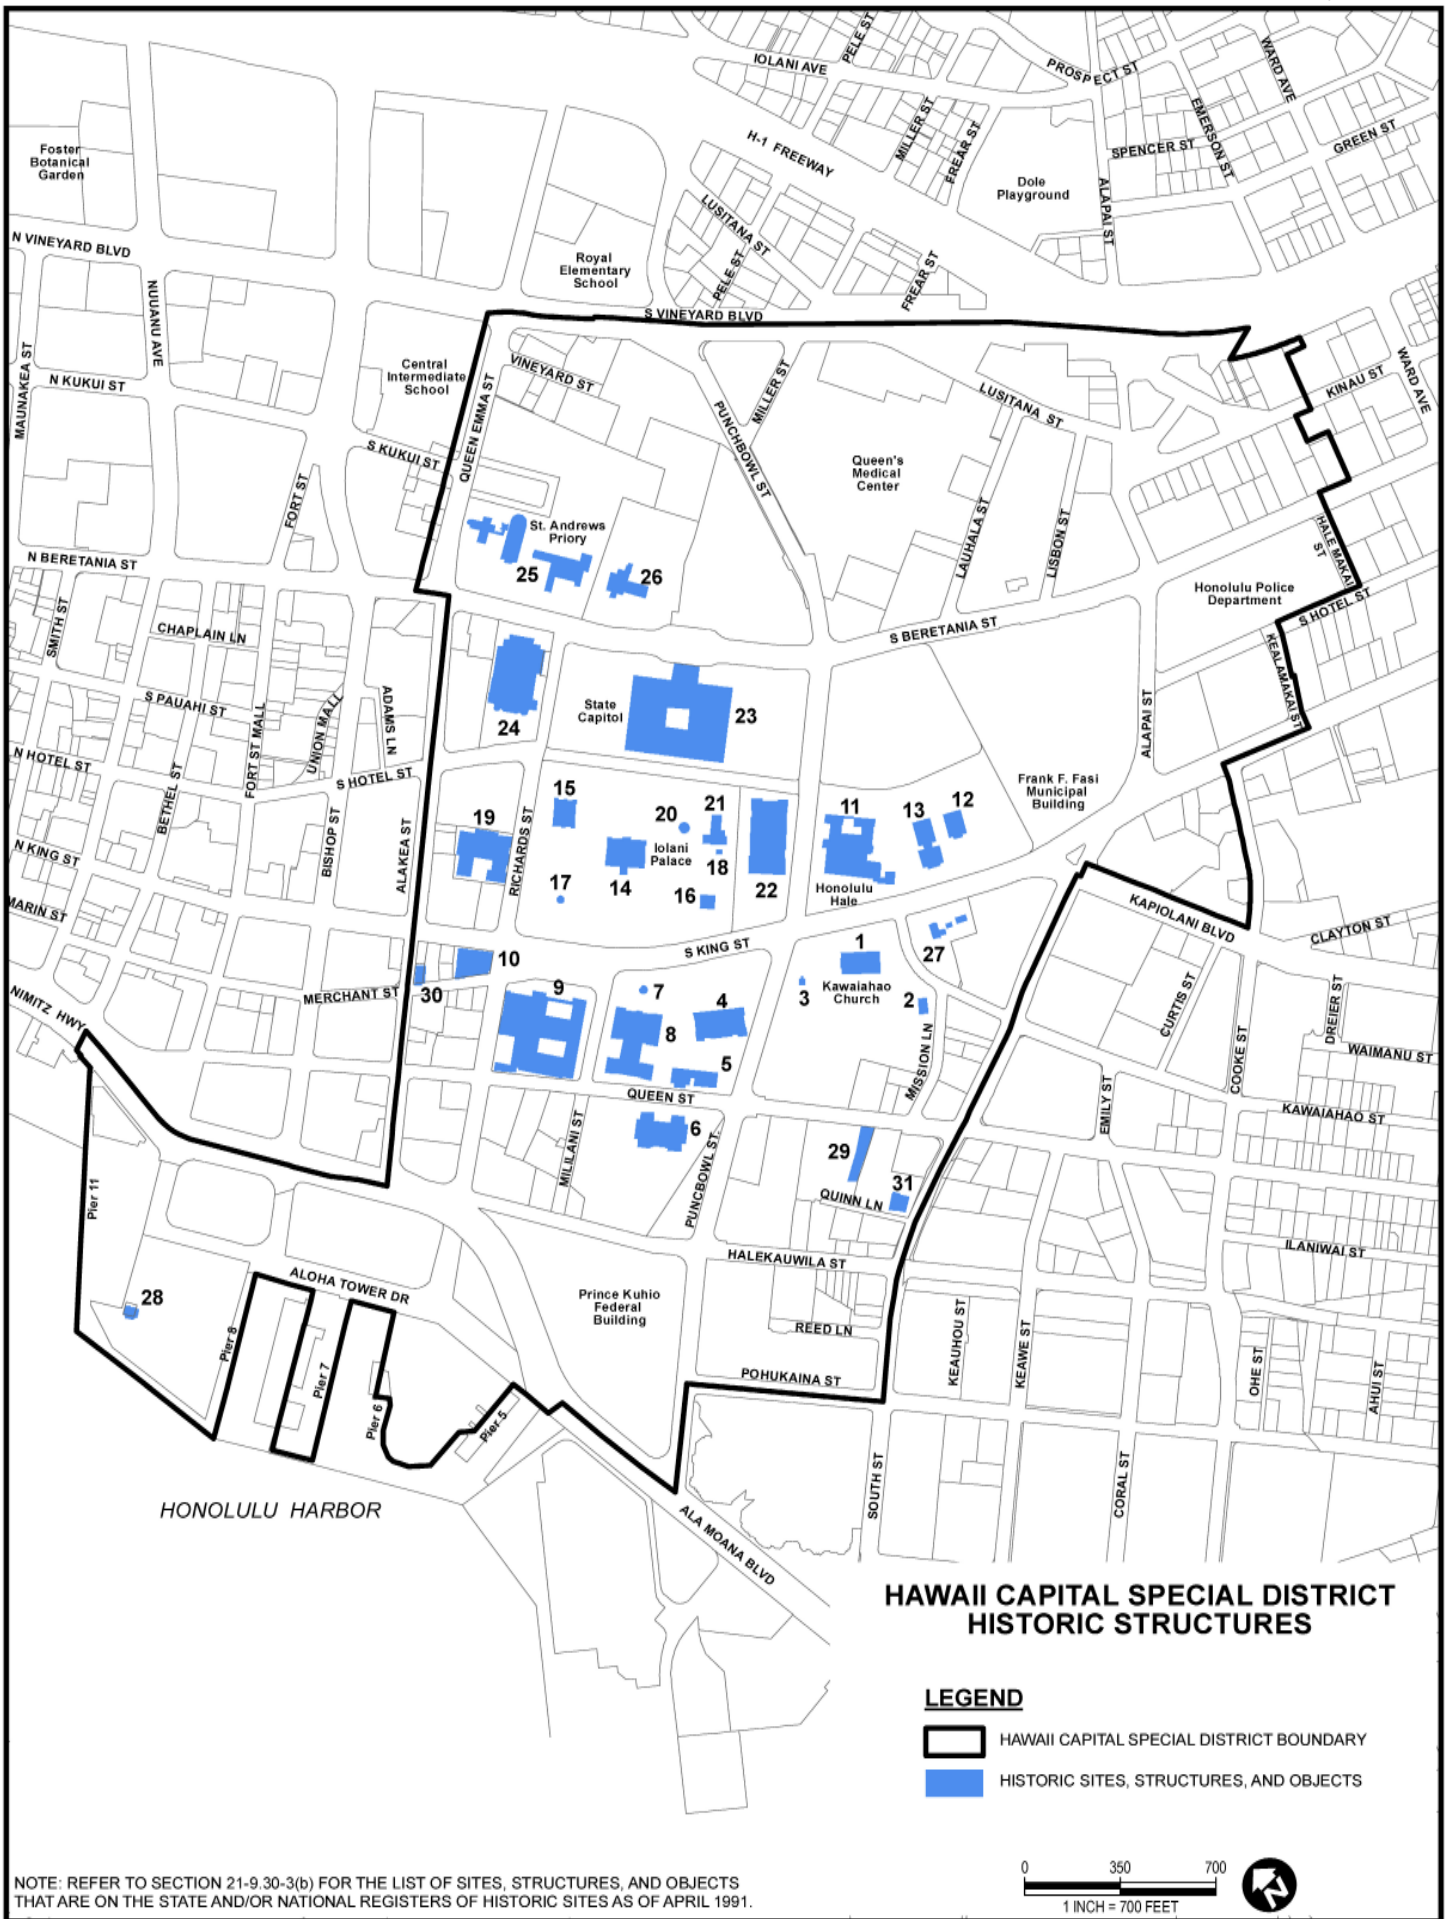 PELE ST
IOLANI AVE
PROSPECT ST
WARD AVE
MILLER ST
FREAR ST
EMERSON ST
SPENCER ST
GREEN ST
H-1 FREEWAY
Foster
Botanical
Garden
Dole
Playground
ALAPAI ST
LUSITANA ST
PELE ST
FREAR ST
N VINEYARD BLVD
Royal
Elementary
School
NUUANU AVE
S VINEYARD BLVD
MAUNAKEA ST
N KUKUI ST
Central
Intermediate
School
VINEYARD ST
QUEEN EMMA ST
MILLER ST
PUNCHBOWL ST
LUSITANA ST
KINAU ST
WARD AVE
S KUKUI ST
FORT ST
Queen's
Medical
Center
LAUHALA ST
LISBON ST
HALE MAKAI
ST
N BERETANIA ST
St. Andrews
Priory
25
26
Honolulu Police
Department
S HOTEL ST
SMITH ST
CHAPLAIN LN
S BERETANIA ST
KEALAMAKAI ST
S PAUAHI ST
FORT ST MALL
UNION MALL
ADAMS LN
State
Capitol
23
24
ALAPAI ST
N HOTEL ST
BETHEL ST
S HOTEL ST
BISHOP ST
ALAKEA ST
RICHARDS ST
15
19
20
21
Iolani
Palace
18
14
17
16
22
11
13
12
Frank F. Fasi
Municipal
Building
Honolulu
Hale
N KING ST
MARIN ST
S KING ST
KAPIOLANI BLVD
CLAYTON ST
10
30
9
7
8
4
5
1
Kawaiahao
Church
3
2
27
MERCHANT ST
NIMITZ HWY
MISSION LN
CURTIS ST
COOKE ST
DREIER ST
WAIMANU ST
QUEEN ST
EMILY ST
KAWAIAHAO ST
MILILANI ST
6
PUNCBOWL ST.
29
31
QUINN LN
Pier 11
HALEKAUWILA ST
ILANIWAI ST
ALOHA TOWER DR
28
Prince Kuhio
Federal
Building
REED LN
KEAUHOU ST
KEAWE ST
Pier 8
Pier 7
Pier 6
Pier 5
POHUKAINA ST
OHE ST
AHUI ST
SOUTH ST
CORAL ST
HONOLULU HARBOR
ALA MOANA BLVD
HAWAII CAPITAL SPECIAL DISTRICT
HISTORIC STRUCTURES
LEGEND
HAWAII CAPITAL SPECIAL DISTRICT BOUNDARY
HISTORIC SITES, STRUCTURES, AND OBJECTS
NOTE: REFER TO SECTION 21-9.30-3(b) FOR THE LIST OF SITES, STRUCTURES, AND OBJECTS
THAT ARE ON THE STATE AND/OR NATIONAL REGISTERS OF HISTORIC SITES AS OF APRIL 1991.
0 350 700
1 INCH = 700 FEET
N